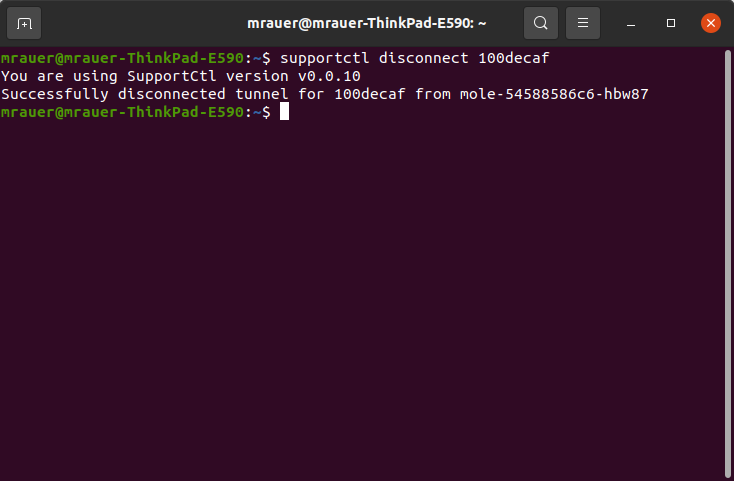 mrauer@mrauer-ThinkPad-E590: ~
mrauer@mrauer-ThinkPad-E590:~$ supportctl disconnect 100decaf
You are using SupportCtl version v0.0.10
Successfully disconnected tunnel for 100decaf from mole-54588586c6-hbw87
mrauer@mrauer-ThinkPad-E590:~$